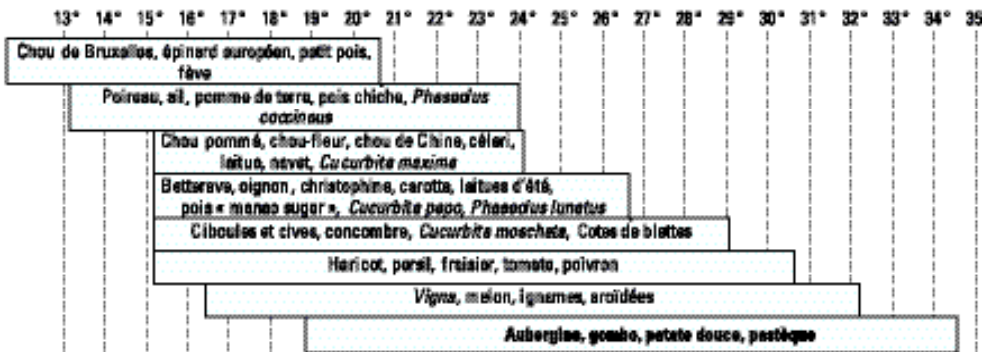 13° 14° 15° 16° 17° 18° 19° 20° 21° 22° 23° 24° 25° 26° 27° 28° 29° 30° 31° 32° 33° 34° 35
Chou de Bruxelles, épinard européen, petit pois,
fève
Poireau, ail, pomme de terre, pois chiche, Phaseolus
coccineus
Chou pommé, chou-fleur, chou de Chine, céleri,
laitue, navet, Cucurbita maxima
Betterave, oignon, christophine, carotte, laitues d'été,
pois « mange sugar », Cucurbita pepo, Phaseolus lunatus
Ciboules et cives, concombre, Cucurbita moschata, Cotes de blettes
Haricot, persil, fraisier, tomate, poivron
Vigna, melon, ignames, aroïdées
Aubergine, gombo, patate douce, pastèque